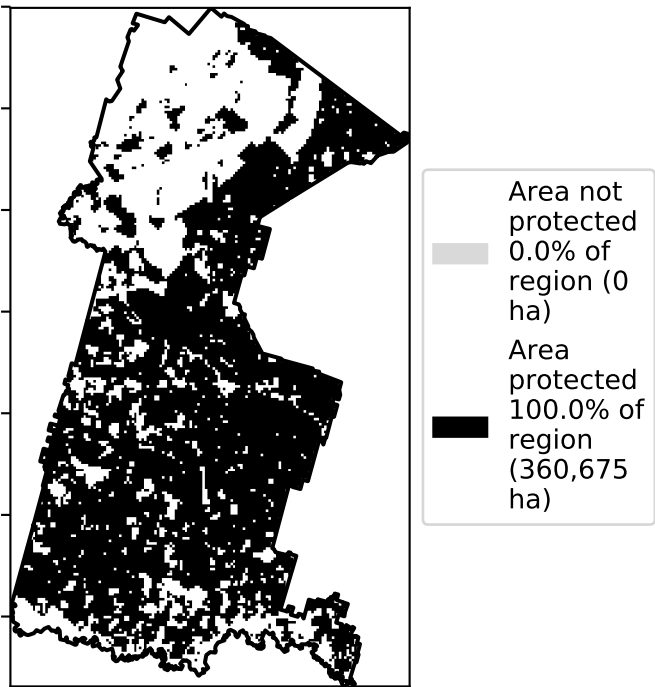 Area not
protected
0.0% of
region (0
ha)
Area
protected
100.0% of
region
(360,675
ha)